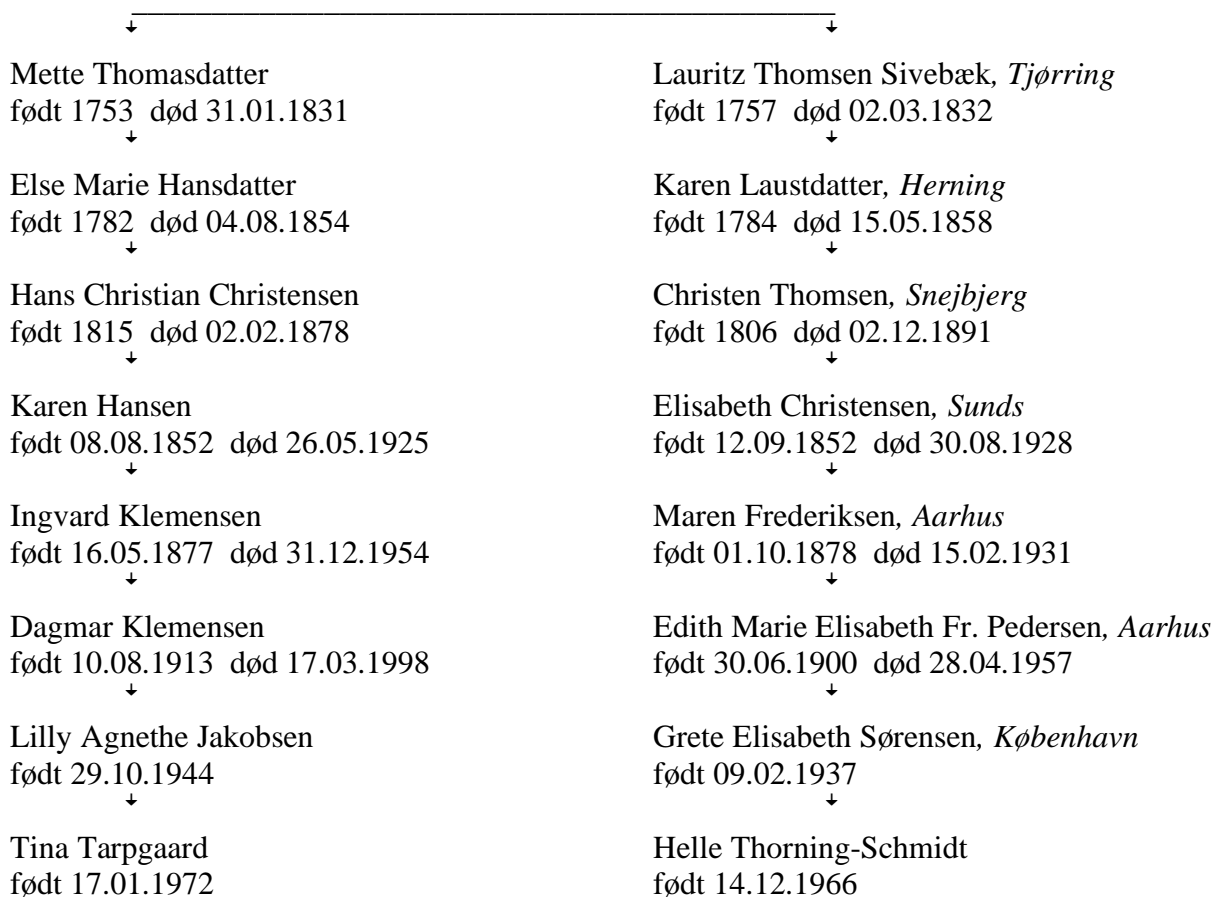 Mette Thomasdatter
født 1753 død 31.01.1831
Else Marie Hansdatter
født 1782 død 04.08.1854
Hans Christian Christensen
født 1815 død 02.02.1878
Karen Hansen
født 08.08.1852 død 26.05.1925
Ingvard Klemensen
født 16.05.1877 død 31.12.1954
Dagmar Klemensen
født 10.08.1913 død 17.03.1998
Lilly Agnethe Jakobsen
født 29.10.1944
Tina Tarpgaard
født 17.01.1972
Lauritz Thomsen Sivebæk, Tjørring
født 1757 død 02.03.1832
Karen Laustdatter, Herning
født 1784 død 15.05.1858
Christen Thomsen, Snejbjerg
født 1806 død 02.12.1891
Elisabeth Christensen, Sunds
født 12.09.1852 død 30.08.1928
Maren Frederiksen, Aarhus
født 01.10.1878 død 15.02.1931
Edith Marie Elisabeth Fr. Pedersen, Aarhus
født 30.06.1900 død 28.04.1957
Grete Elisabeth Sørensen, København
født 09.02.1937
Helle Thorning-Schmidt
født 14.12.1966